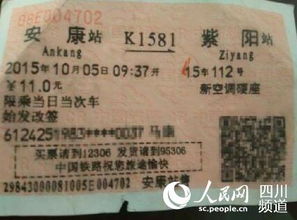 98E004702
安康站 K1581 紫阳站
Ankang Ziyang
2015年10月05日09:37开 15车112号
¥11.0元 新空调硬座
限乘当日当次车
始发改签
买票请到12306 发货请到95306
中国铁路祝您旅途愉快
29843000081005E004702 安康站售
人民网 四川频道
sc.people.com.cn